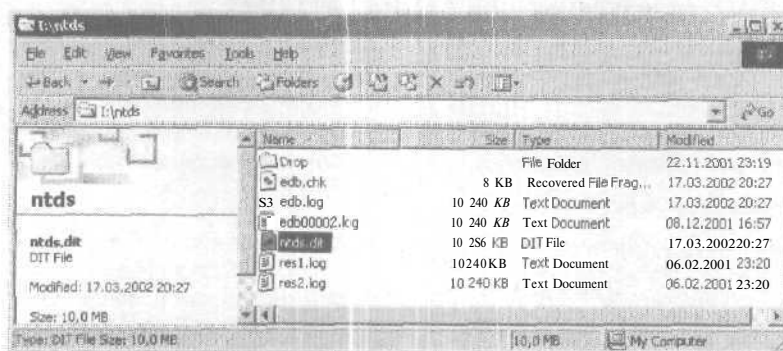 I:\ntds
File Edit View Favorites Tools Help
Back Search Folders
Address I:\ntds Go
Name Size Type Modified
Drop File Folder 22.11.2001 23:19
edb.chk 8 KB Recovered File Frag... 17.03.2002 20:27
S3 edb.log 10 240 KB Text Document 17.03.2002 20:27
edb00002.log 10 240 KB Text Document 08.12.2001 16:57
ntds.dit 10 2S6 KB DIT File 17.03.200220:27
res1.log 10240KB Text Document 06.02.2001 23:20
res2.log 10 240 KB Text Document 06.02.2001 23:20
ntds
ntds.dit
DIT File
Modified: 17.03.2002 20:27
Size: 10,0 MB
Type: DIT File Size: 10,0 MB 10,0 MB My Computer